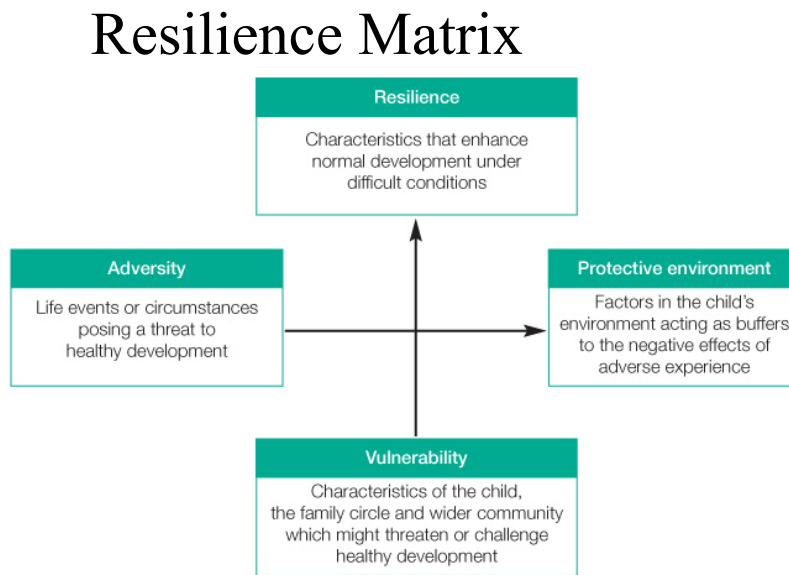 Resilience Matrix
Resilience
Characteristics that enhance
normal development under
difficult conditions
Adversity
Life events or circumstances
posing a threat to
healthy development
Protective environment
Factors in the child's
environment acting as buffers
to the negative effects of
adverse experience
Vulnerability
Characteristics of the child,
the family circle and wider community
which might threaten or challenge
healthy development